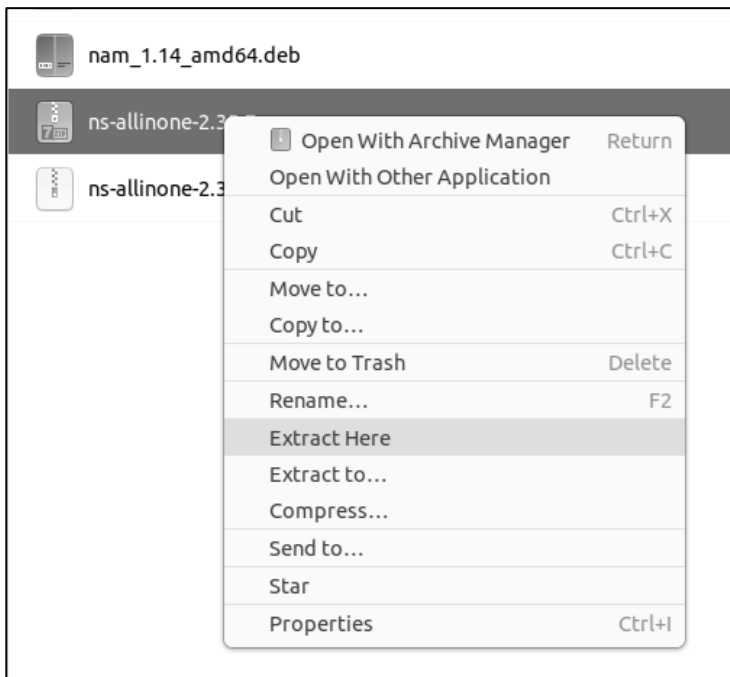 nam_1.14_amd64.deb
ns-allinone-2.3
Open With Archive Manager Return
Open With Other Application
ns-allinone-2.3
Cut Ctrl+X
Copy Ctrl+C
Move to...
Copy to...
Move to Trash Delete
Rename... F2
Extract Here
Extract to...
Compress...
Send to...
Star
Properties Ctrl+I